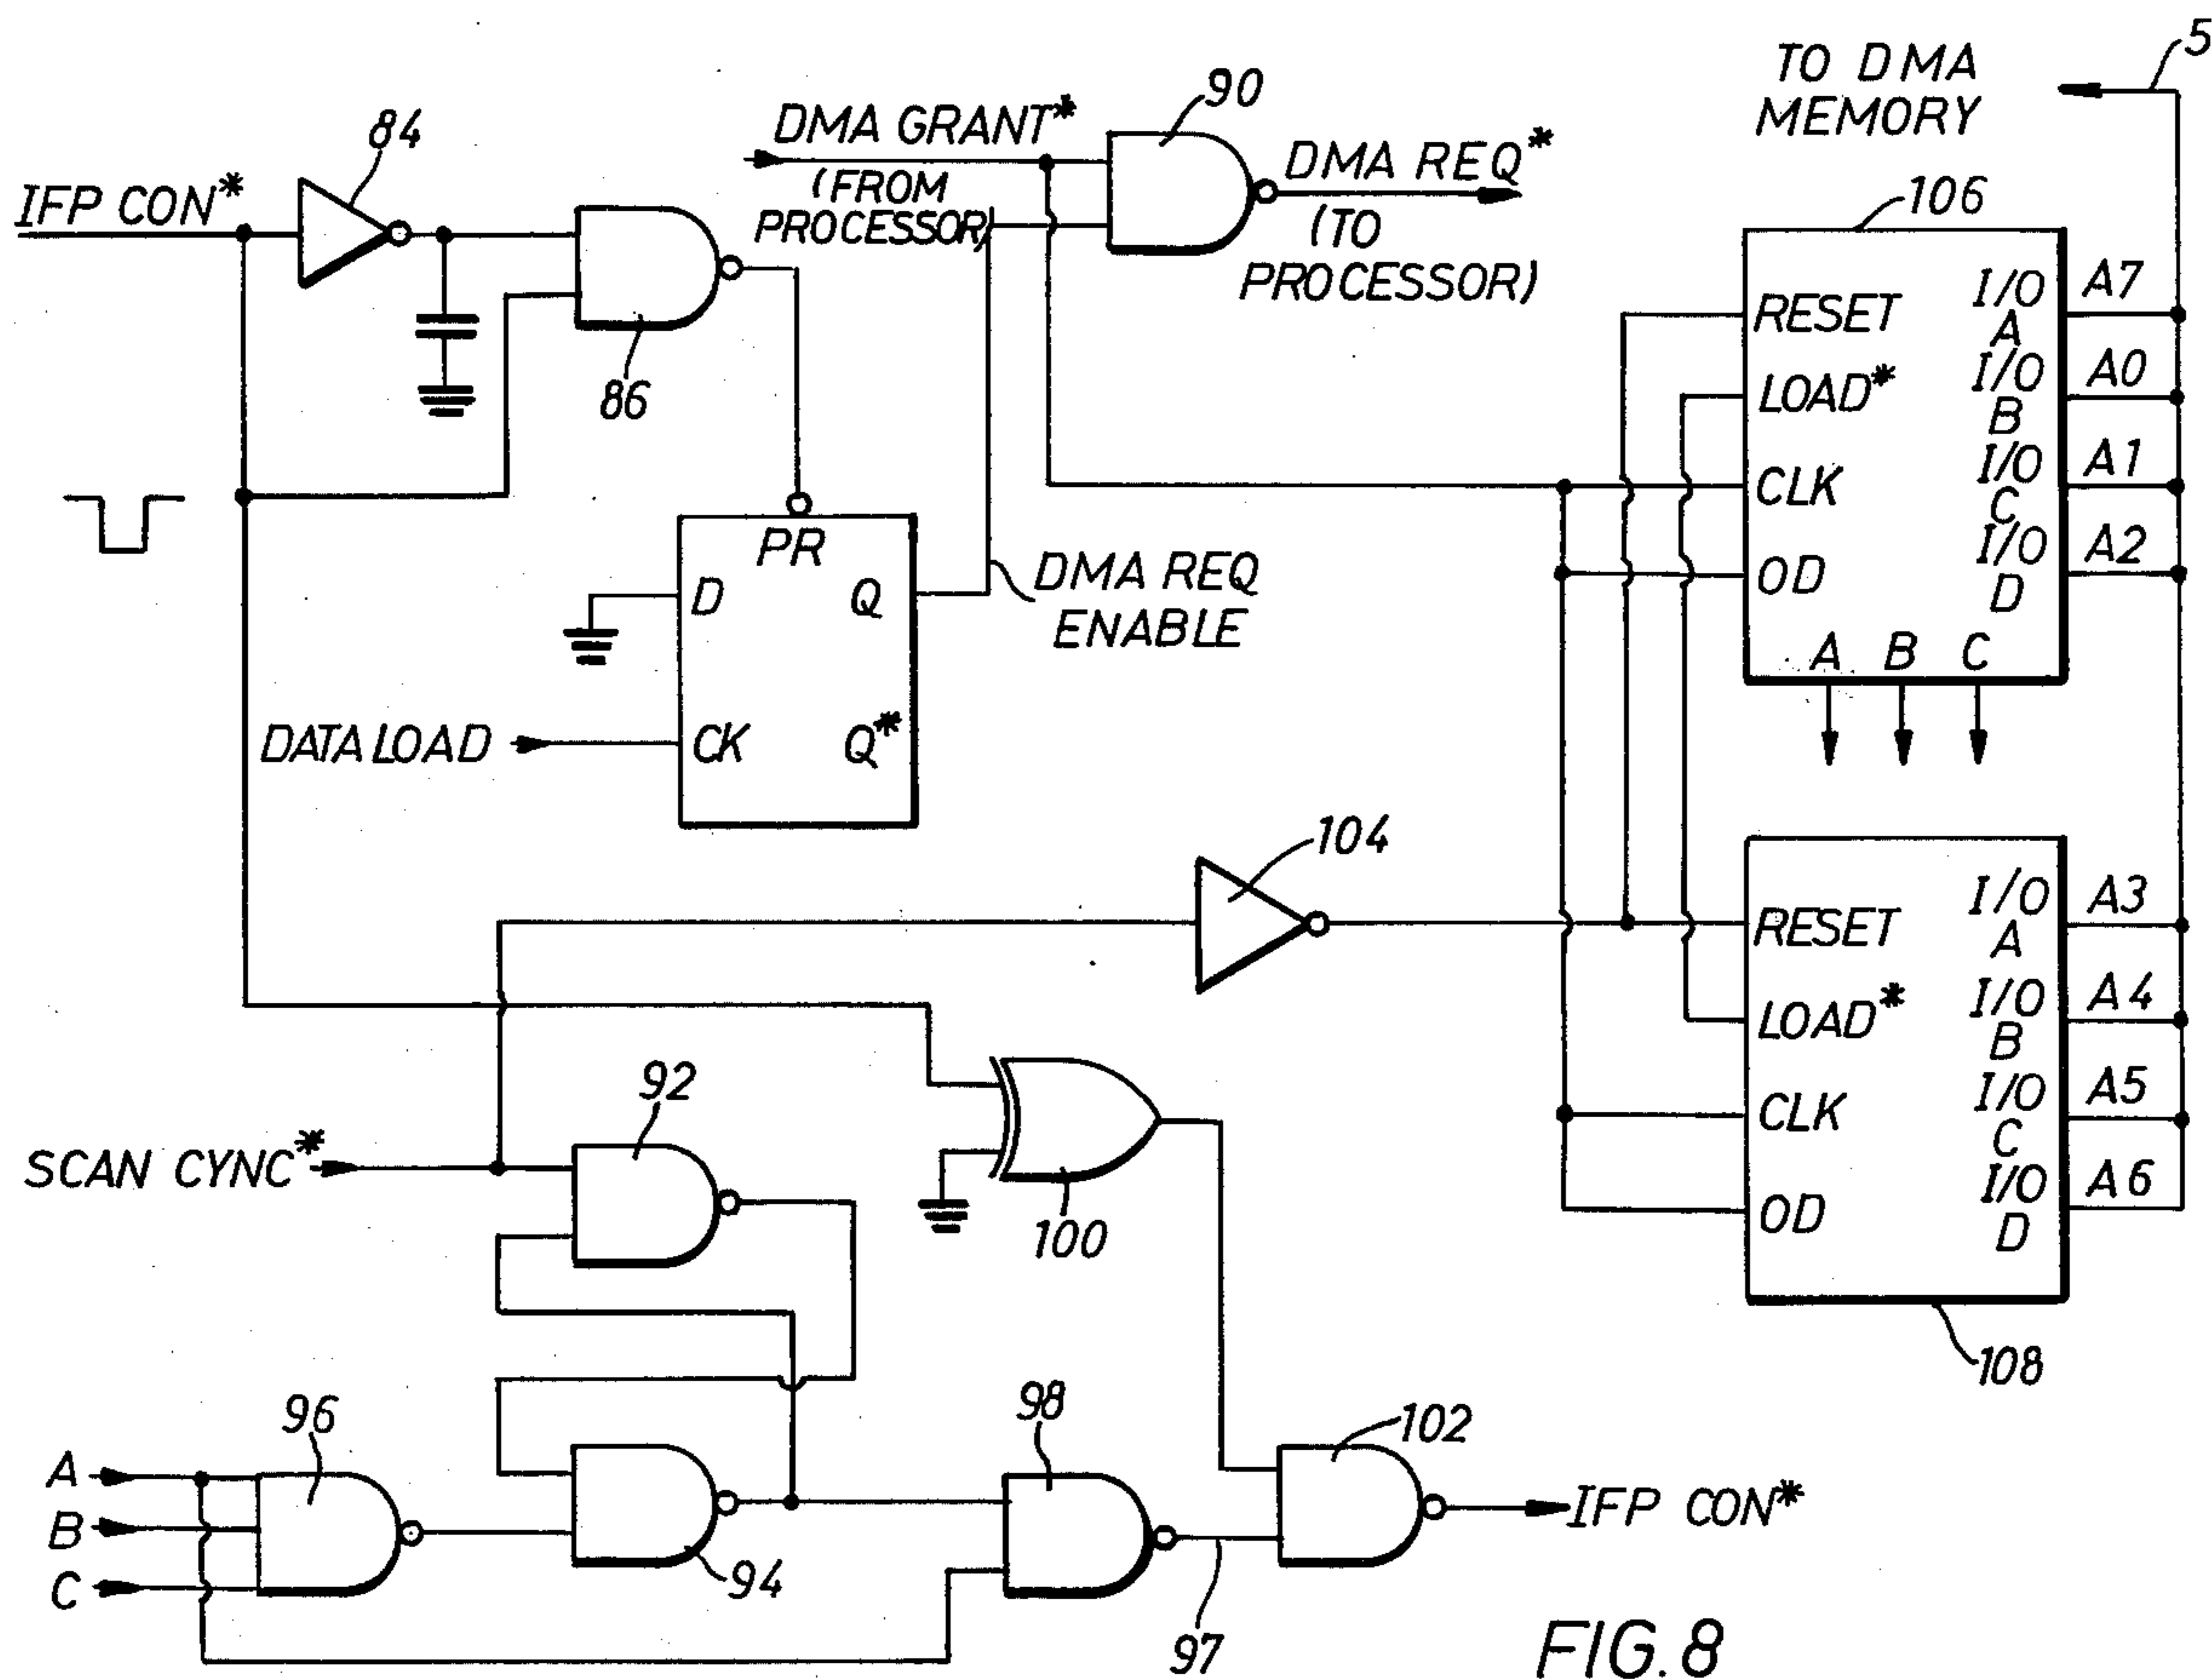 5
TO DMA
MEMORY
90
84
DMA GRANT*
DMA REQ*
IFP CON*
(FROM
PROCESSOR)
(TO
PROCESSOR)
106
86
RESET
LOAD*
CLK
OD
I/O
A
A7
I/O
B
A0
I/O
C
A1
I/O
D
A2
A B C
PR
D
Q
CK
Q*
DMA REQ
ENABLE
DATA LOAD
104
RESET
LOAD*
CLK
OD
I/O
A
A3
I/O
B
A4
I/O
C
A5
I/O
D
A6
108
92
SCAN CYNC*
100
96
98
102
A
B
C
94
IFP CON*
97
FIG. 8